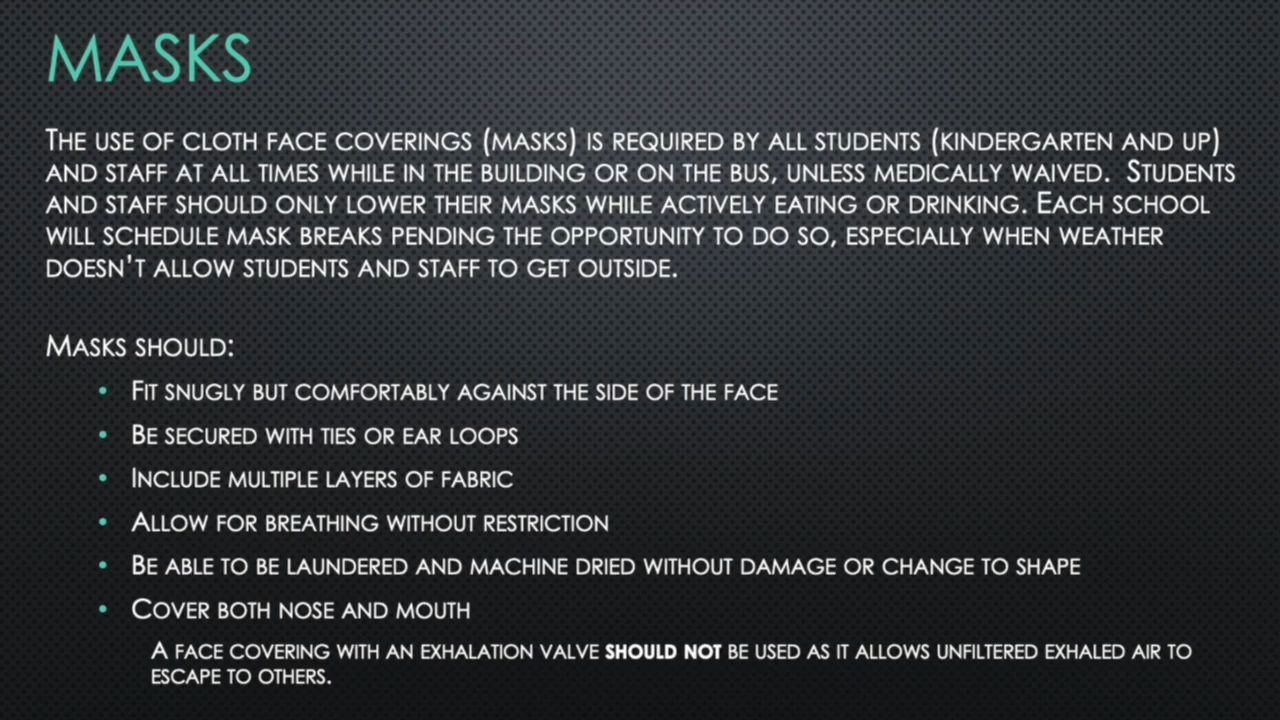 MASKS
THE USE OF CLOTH FACE COVERINGS (MASKS) IS REQUIRED BY ALL STUDENTS (KINDERGARTEN AND UP)
AND STAFF AT ALL TIMES WHILE IN THE BUILDING OR ON THE BUS, UNLESS MEDICALLY WAIVED. STUDENTS
AND STAFF SHOULD ONLY LOWER THEIR MASKS WHILE ACTIVELY EATING OR DRINKING. EACH SCHOOL
WILL SCHEDULE MASK BREAKS PENDING THE OPPORTUNITY TO DO SO, ESPECIALLY WHEN WEATHER
DOESN'T ALLOW STUDENTS AND STAFF TO GET OUTSIDE.
MASKS SHOULD:
• FIT SNUGLY BUT COMFORTABLY AGAINST THE SIDE OF THE FACE
• BE SECURED WITH TIES OR EAR LOOPS
• INCLUDE MULTIPLE LAYERS OF FABRIC
• ALLOW FOR BREATHING WITHOUT RESTRICTION
• BE ABLE TO BE LAUNDERED AND MACHINE DRIED WITHOUT DAMAGE OR CHANGE TO SHAPE
• COVER BOTH NOSE AND MOUTH
A FACE COVERING WITH AN EXHALATION VALVE SHOULD NOT BE USED AS IT ALLOWS UNFILTERED EXHALED AIR TO
ESCAPE TO OTHERS.